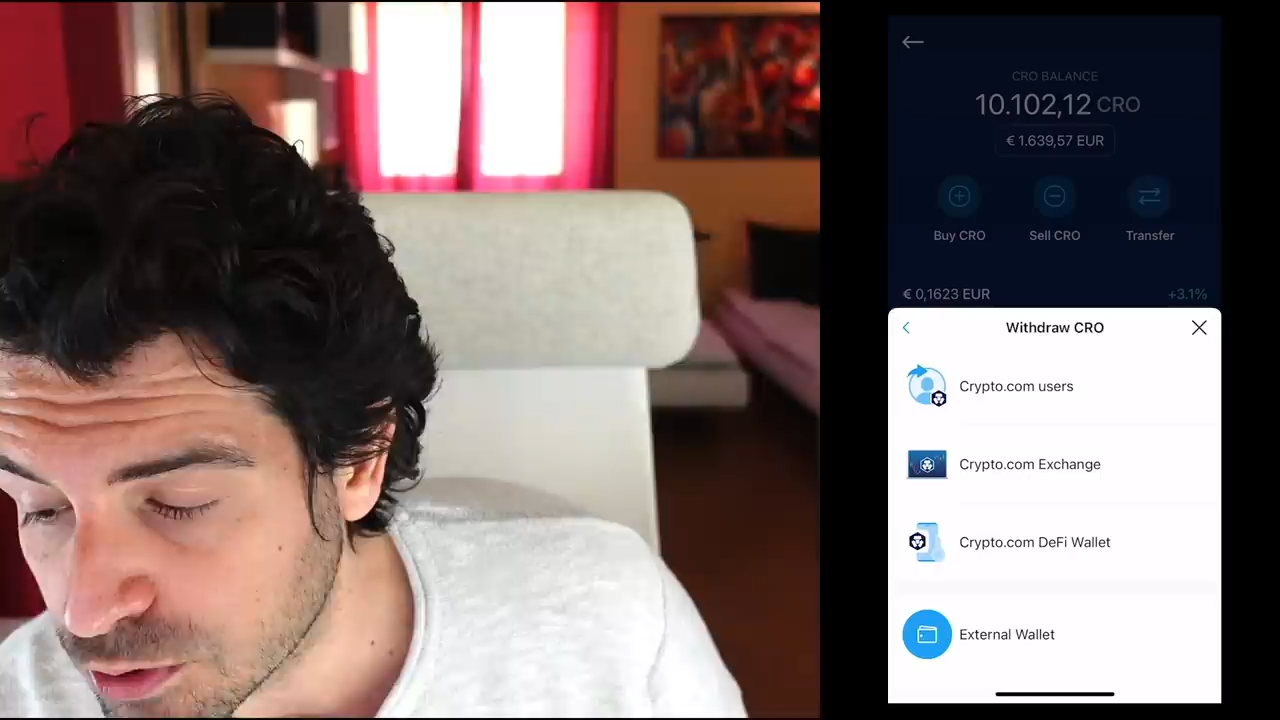 CRO BALANCE
10.102,12 CRO
€ 1.639,57 EUR
Buy CRO
Sell CRO
Transfer
€ 0,1623 EUR
+3.1%
Withdraw CRO
Crypto.com users
Crypto.com Exchange
Crypto.com DeFi Wallet
External Wallet